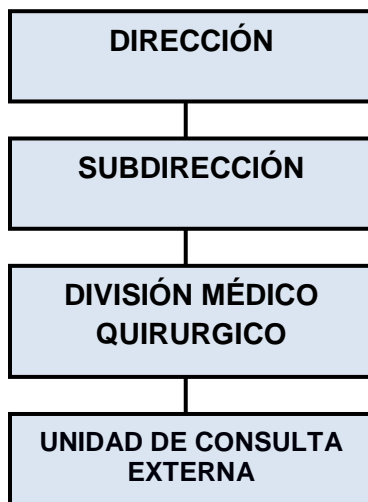 DIRECCIÓN
SUBDIRECCIÓN
DIVISIÓN MÉDICO
QUIRURGICO
UNIDAD DE CONSULTA
EXTERNA